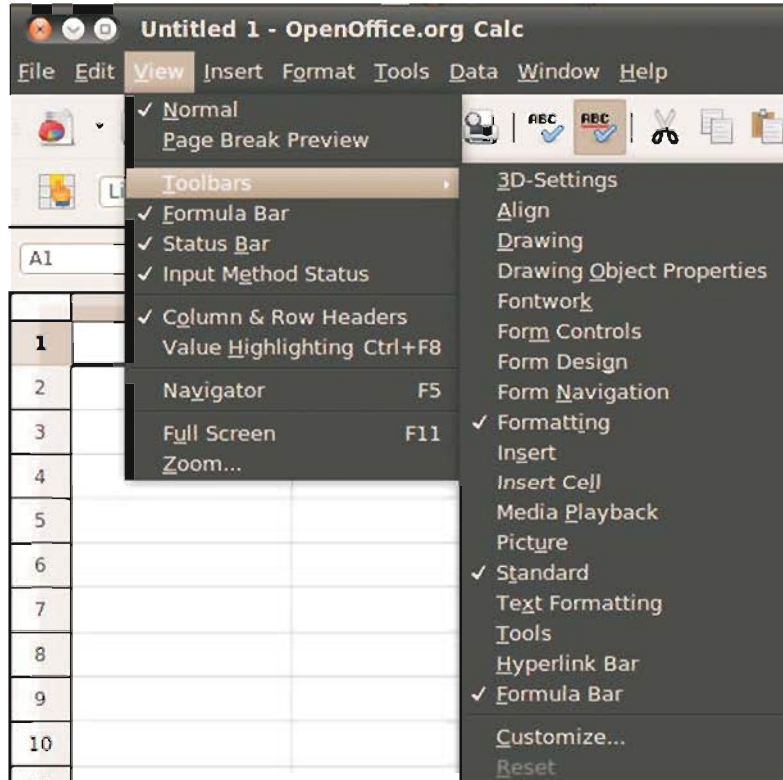 Untitled 1 - OpenOffice.org Calc
File Edit View Insert Format Tools Data Window Help
✓ Normal
Page Break Preview
Toolbars
✓ Formula Bar
✓ Status Bar
✓ Input Method Status
✓ Column & Row Headers
Value Highlighting Ctrl+F8
Navigator F5
Full Screen F11
Zoom...
ABC ABC
Li
A1
1
2
3
4
5
6
7
8
9
10
3D-Settings
Align
Drawing
Drawing Object Properties
Fontwork
Form Controls
Form Design
Form Navigation
✓ Formatting
Insert
Insert Cell
Media Playback
Picture
✓ Standard
Text Formatting
Tools
Hyperlink Bar
✓ Formula Bar
Customize...
Reset